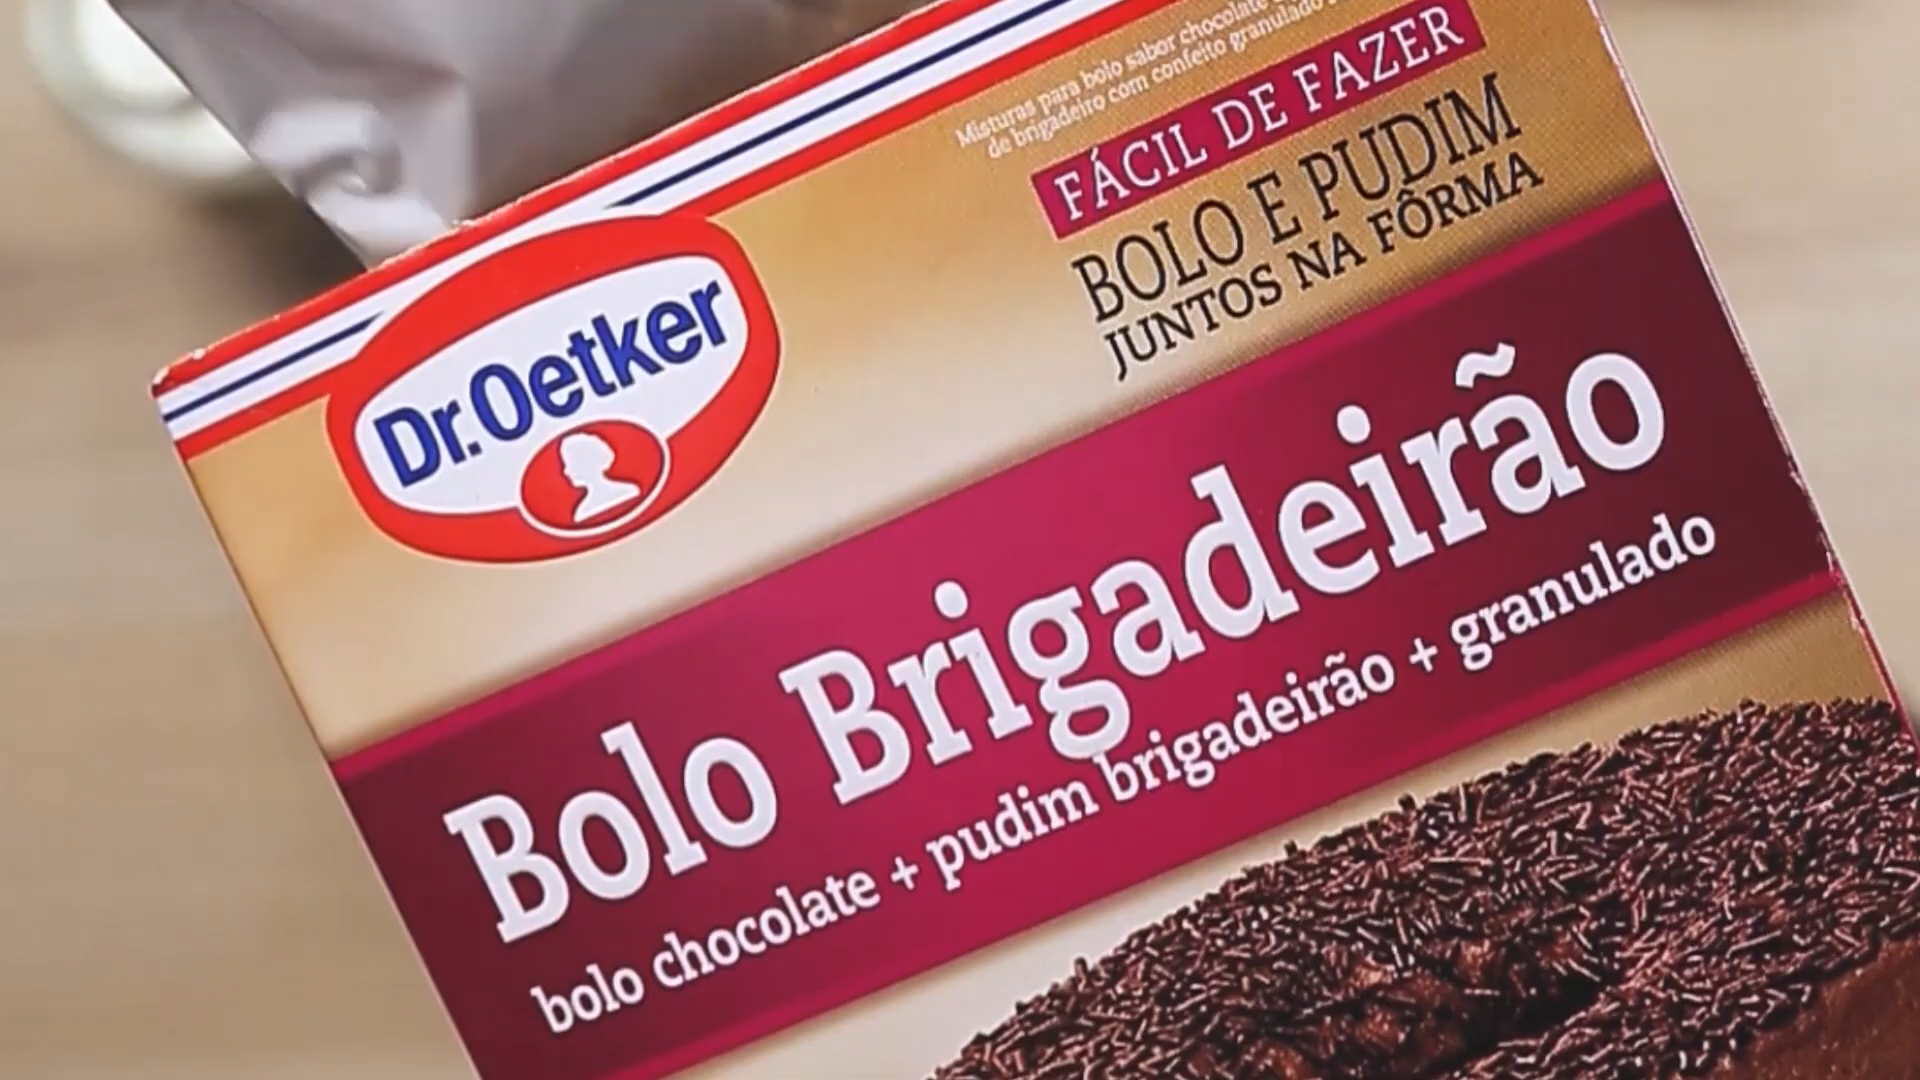 Misturas para bolo sabor chocolate
de brigadeiro com confeito granulado
FÁCIL DE FAZER
BOLO E PUDIM
JUNTOS NA FÔRMA
Dr.Oetker
Bolo Brigadeirão
bolo chocolate + pudim brigadeirão + granulado